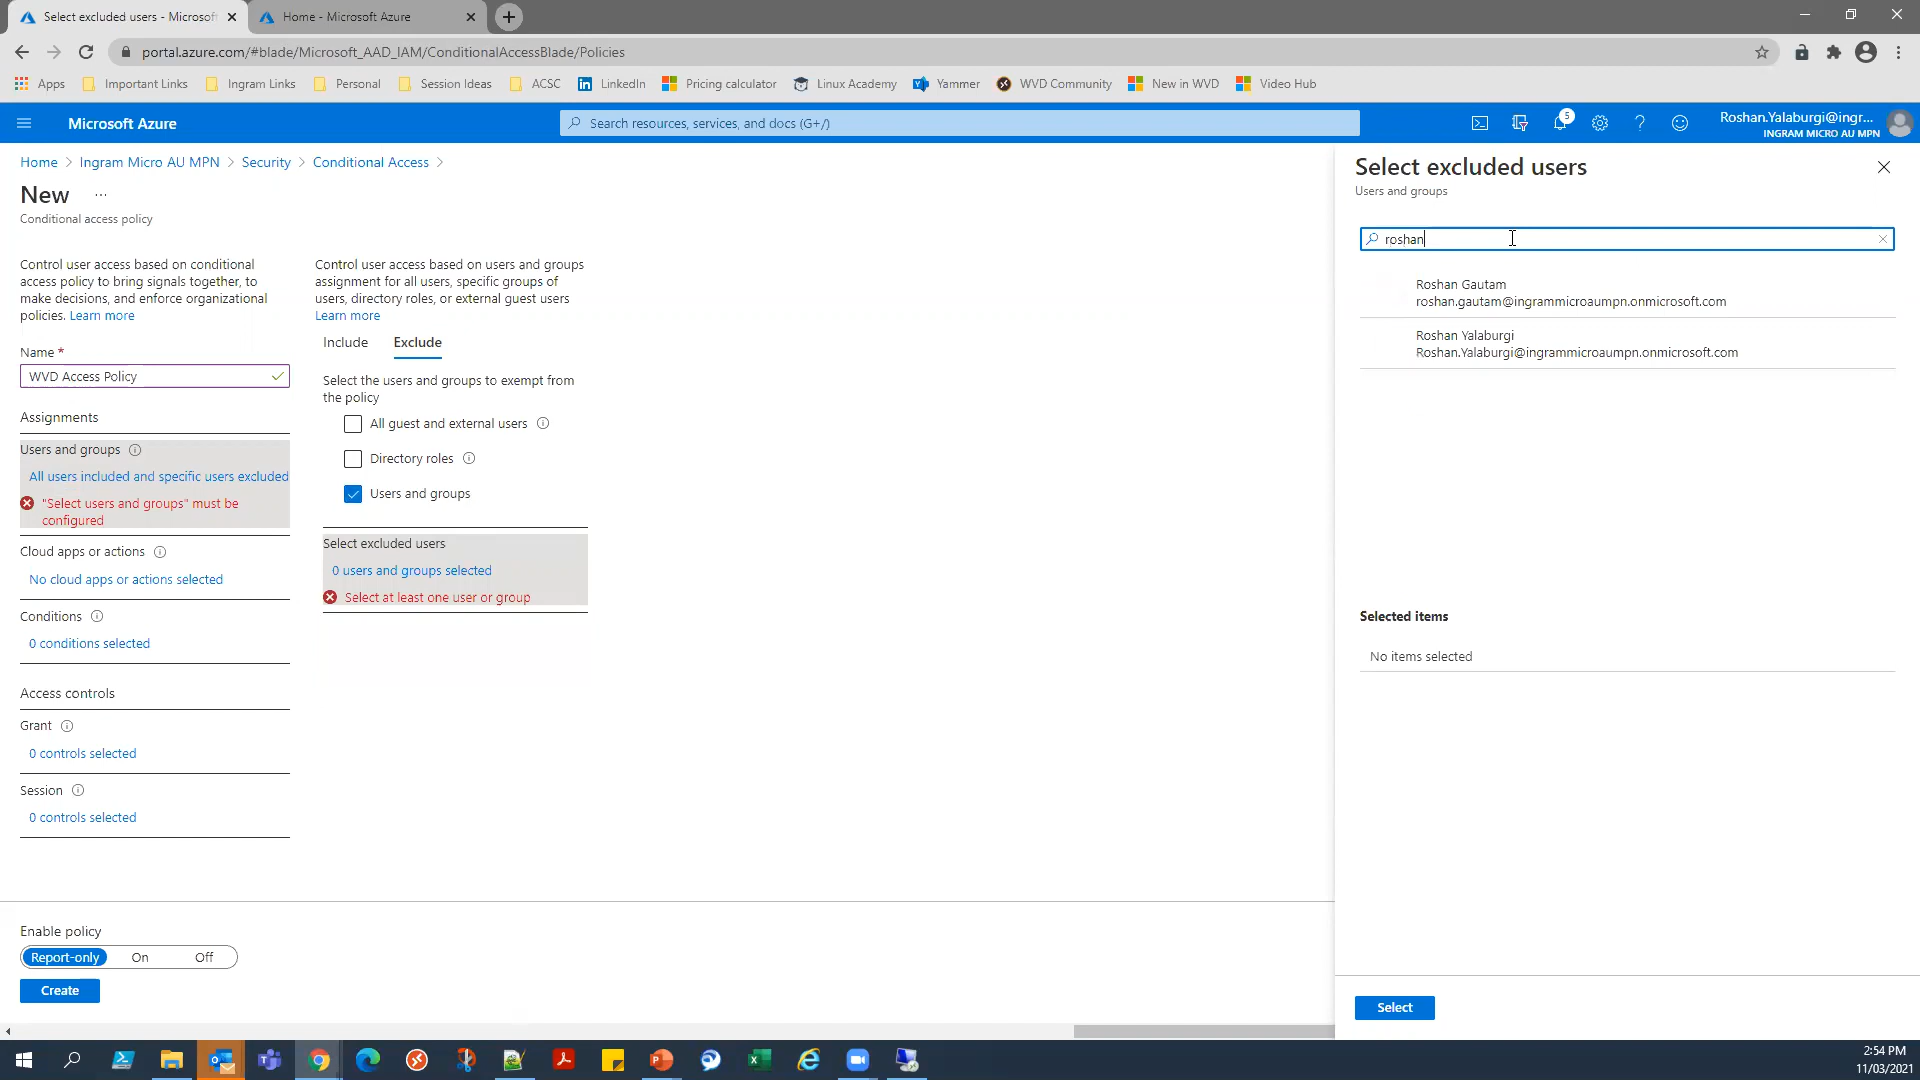 Select excluded users - Microsoft
Home - Microsoft Azure
portal.azure.com/#blade/Microsoft_AAD_IAM/ConditionalAccessBlade/Policies
Apps
Important Links
Ingram Links
Personal
Session Ideas
ACSC
LinkedIn
Pricing calculator
Linux Academy
Yammer
WVD Community
New in WVD
Video Hub
Microsoft Azure
Search resources, services, and docs (G+/)
5
Roshan.Yalaburgi@ingr...
INGRAM MICRO AU MPN
Home > Ingram Micro AU MPN > Security > Conditional Access >
New ...
Conditional access policy
Control user access based on conditional
access policy to bring signals together, to
make decisions, and enforce organizational
policies. Learn more
Name *
WVD Access Policy
Assignments
Users and groups
All users included and specific users excluded
"Select users and groups" must be
configured
Cloud apps or actions
No cloud apps or actions selected
Conditions
0 conditions selected
Access controls
Grant
0 controls selected
Session
0 controls selected
Enable policy
Report-only On Off
Create
Control user access based on users and groups
assignment for all users, specific groups of
users, directory roles, or external guest users
Learn more
Include Exclude
Select the users and groups to exempt from
the policy
All guest and external users
Directory roles
Users and groups
Select excluded users
0 users and groups selected
Select at least one user or group
Select excluded users
Users and groups
roshan
Roshan Gautam
roshan.gautam@ingrammicroaumpn.onmicrosoft.com
Roshan Yalaburgi
Roshan.Yalaburgi@ingrammicroaumpn.onmicrosoft.com
Selected items
No items selected
Select
2:54 PM
11/03/2021